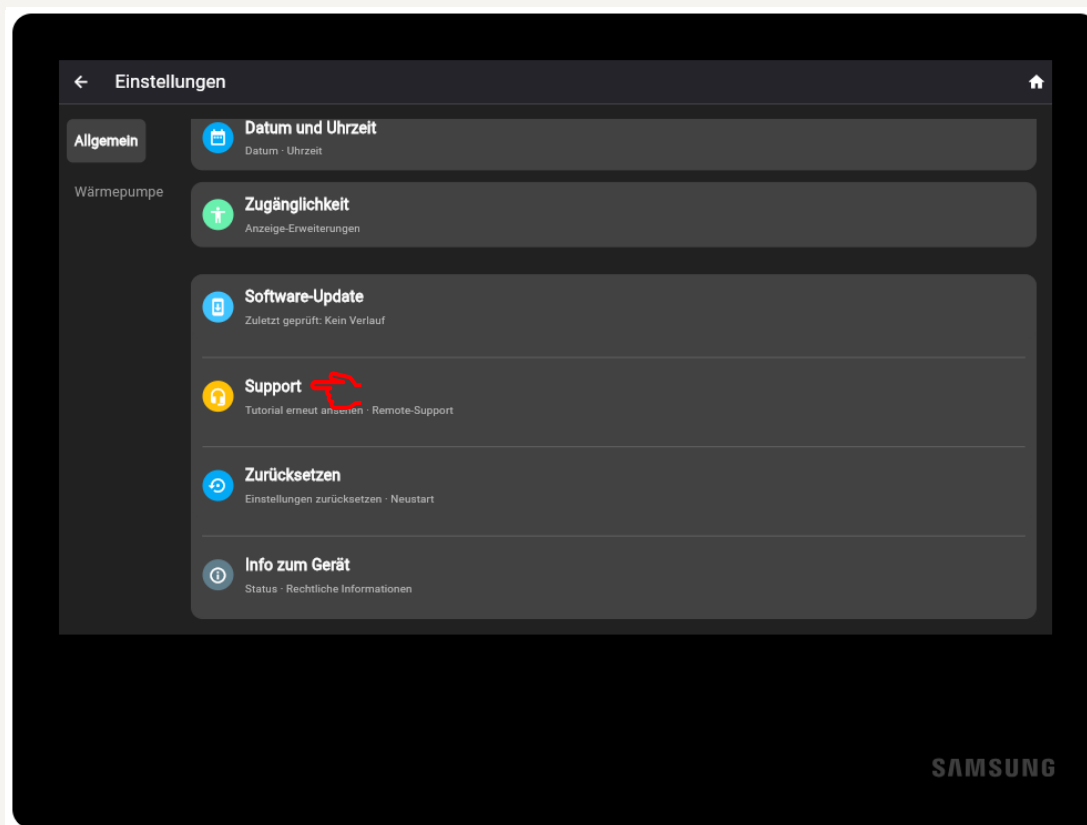 Einstellungen
Allgemein
Wärmepumpe
Datum und Uhrzeit
Datum · Uhrzeit
Zugänglichkeit
Anzeige-Erweiterungen
Software-Update
Zuletzt geprüft: Kein Verlauf
Support
Tutorial erneut ansehen · Remote-Support
Zurücksetzen
Einstellungen zurücksetzen · Neustart
Info zum Gerät
Status · Rechtliche Informationen
SAMSUNG